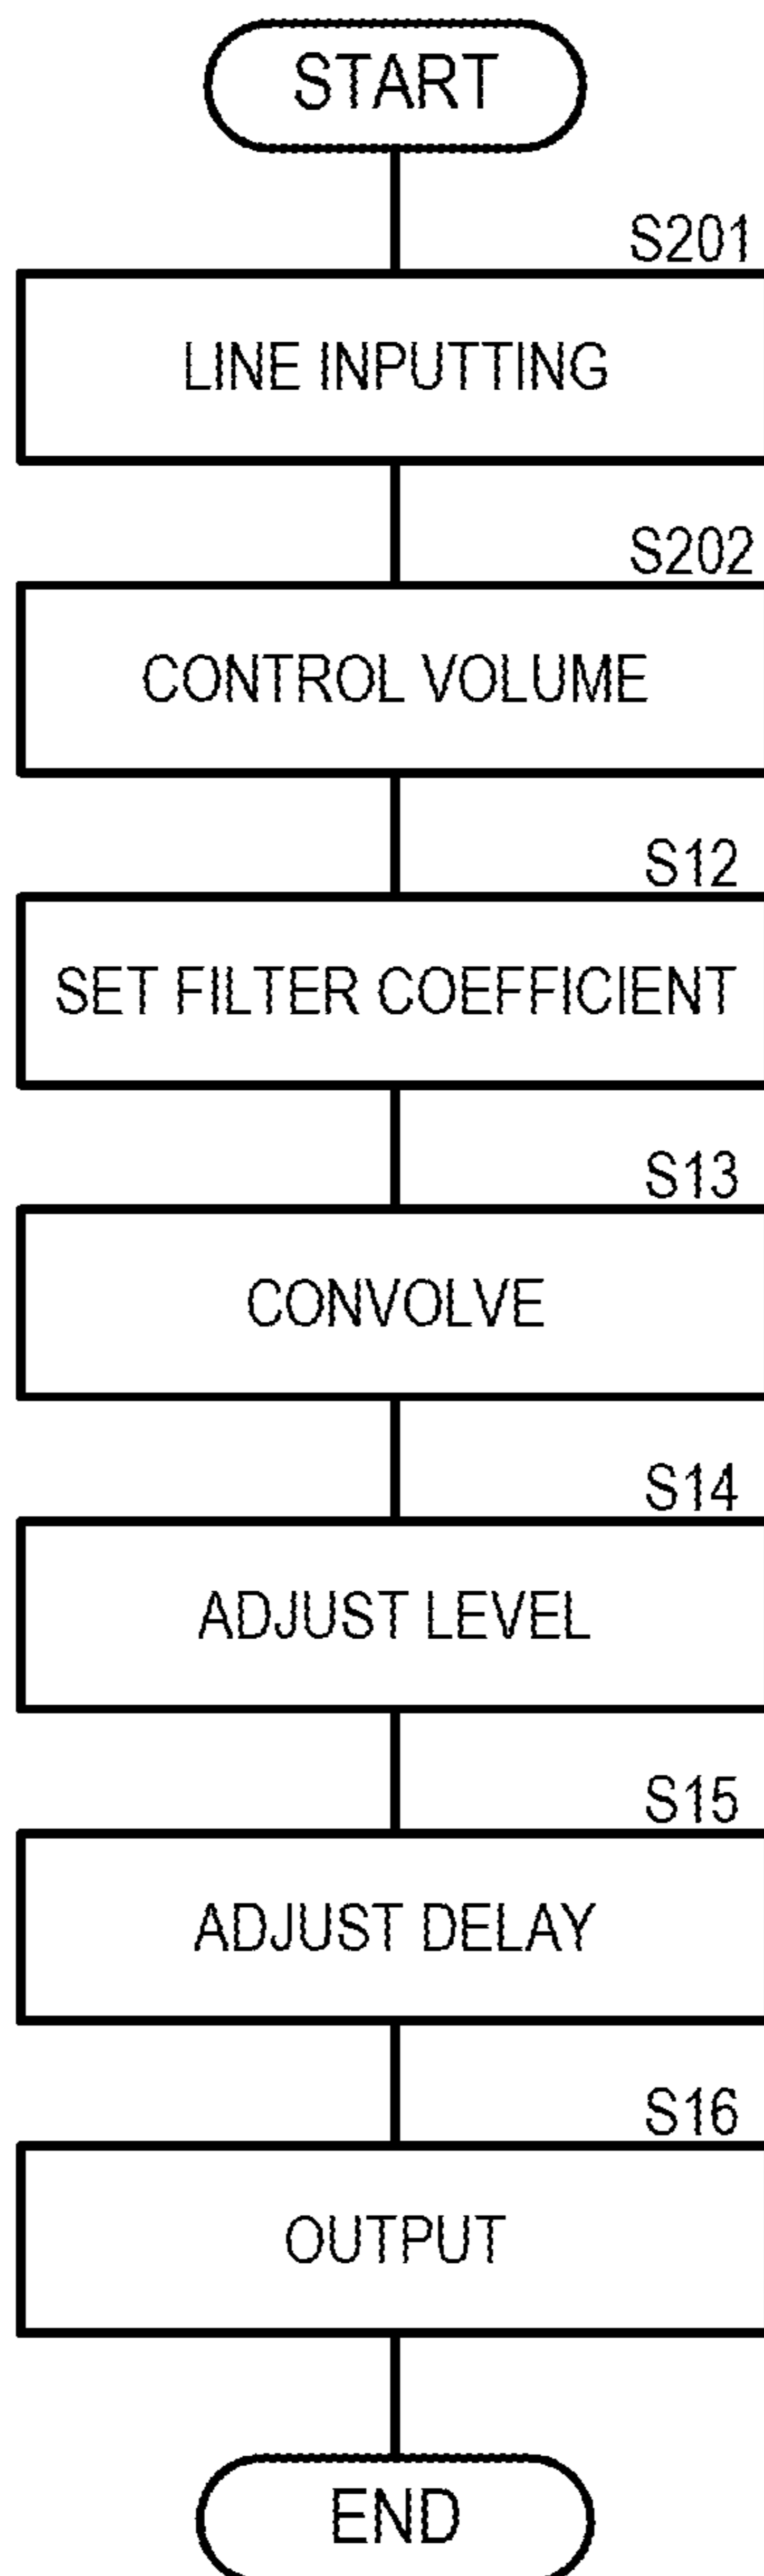 START
S201
LINE INPUTTING
S202
CONTROL VOLUME
S12
SET FILTER COEFFICIENT
S13
CONVOLVE
S14
ADJUST LEVEL
S15
ADJUST DELAY
S16
OUTPUT
END